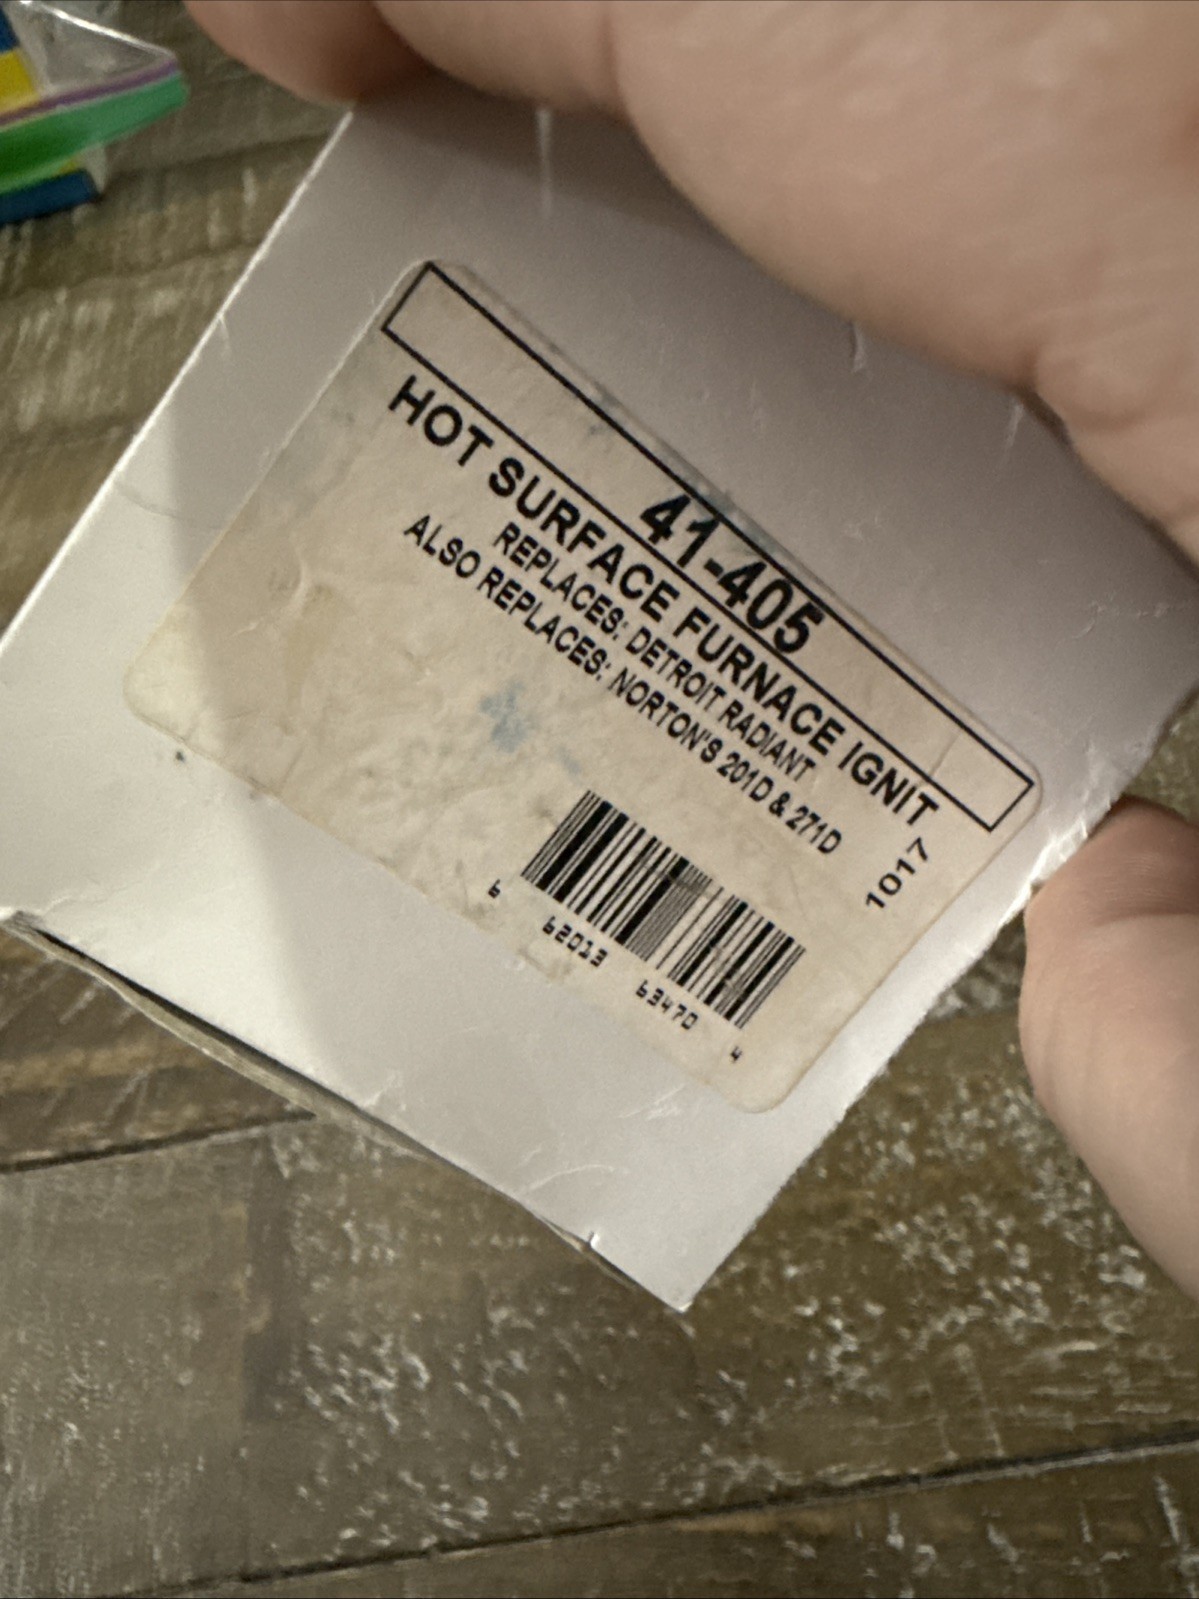 41-405
HOT SURFACE FURNACE IGNIT
REPLACES: DETROIT RADIANT
ALSO REPLACES: NORTON'S 201D & 271D
1017
6 62013 63470 4